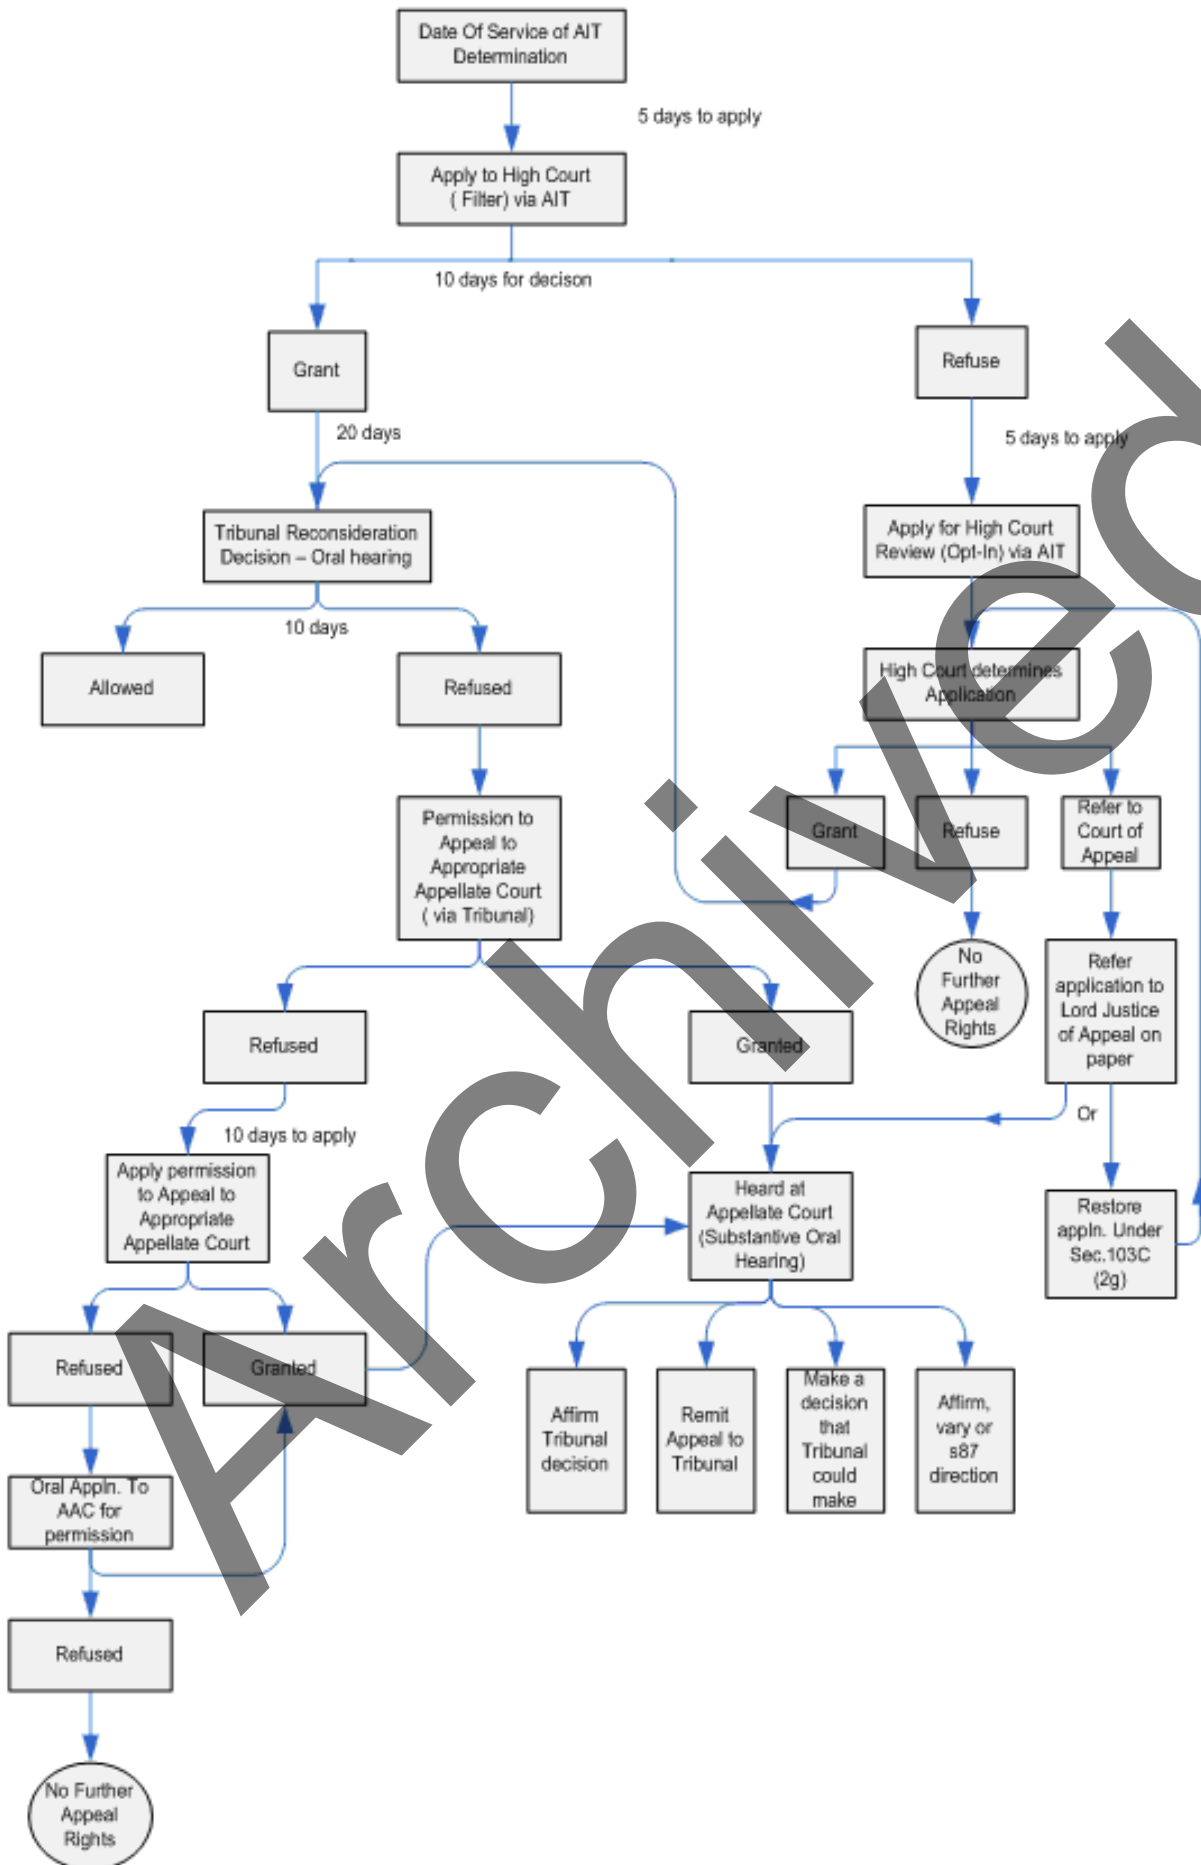 Date Of Service of AIT
Determination
5 days to apply
Apply to High Court
( Filter) via AIT
10 days for decison
Grant
Refuse
20 days
5 days to apply
Tribunal Reconsideration
Decision – Oral hearing
Apply for High Court
Review (Opt-In) via AIT
10 days
Allowed
Refused
High Court determines
Application
Permission to
Appeal to
Appropriate
Appellate Court
( via Tribunal)
Grant
Refuse
Refer to
Court of
Appeal
No
Further
Appeal
Rights
Refer
application to
Lord Justice
of Appeal on
paper
Refused
Granted
Or
10 days to apply
Apply permission
to Appeal to
Appropriate
Appellate Court
Heard at
Appellate Court
(Substantive Oral
Hearing)
Restore
appln. Under
Sec.103C
(2g)
Refused
Granted
Affirm
Tribunal
decision
Remit
Appeal to
Tribunal
Make a
decision
that
Tribunal
could
make
Affirm,
vary or
s87
direction
Oral Appln. To
AAC for
permission
Refused
No Further
Appeal
Rights
Archived